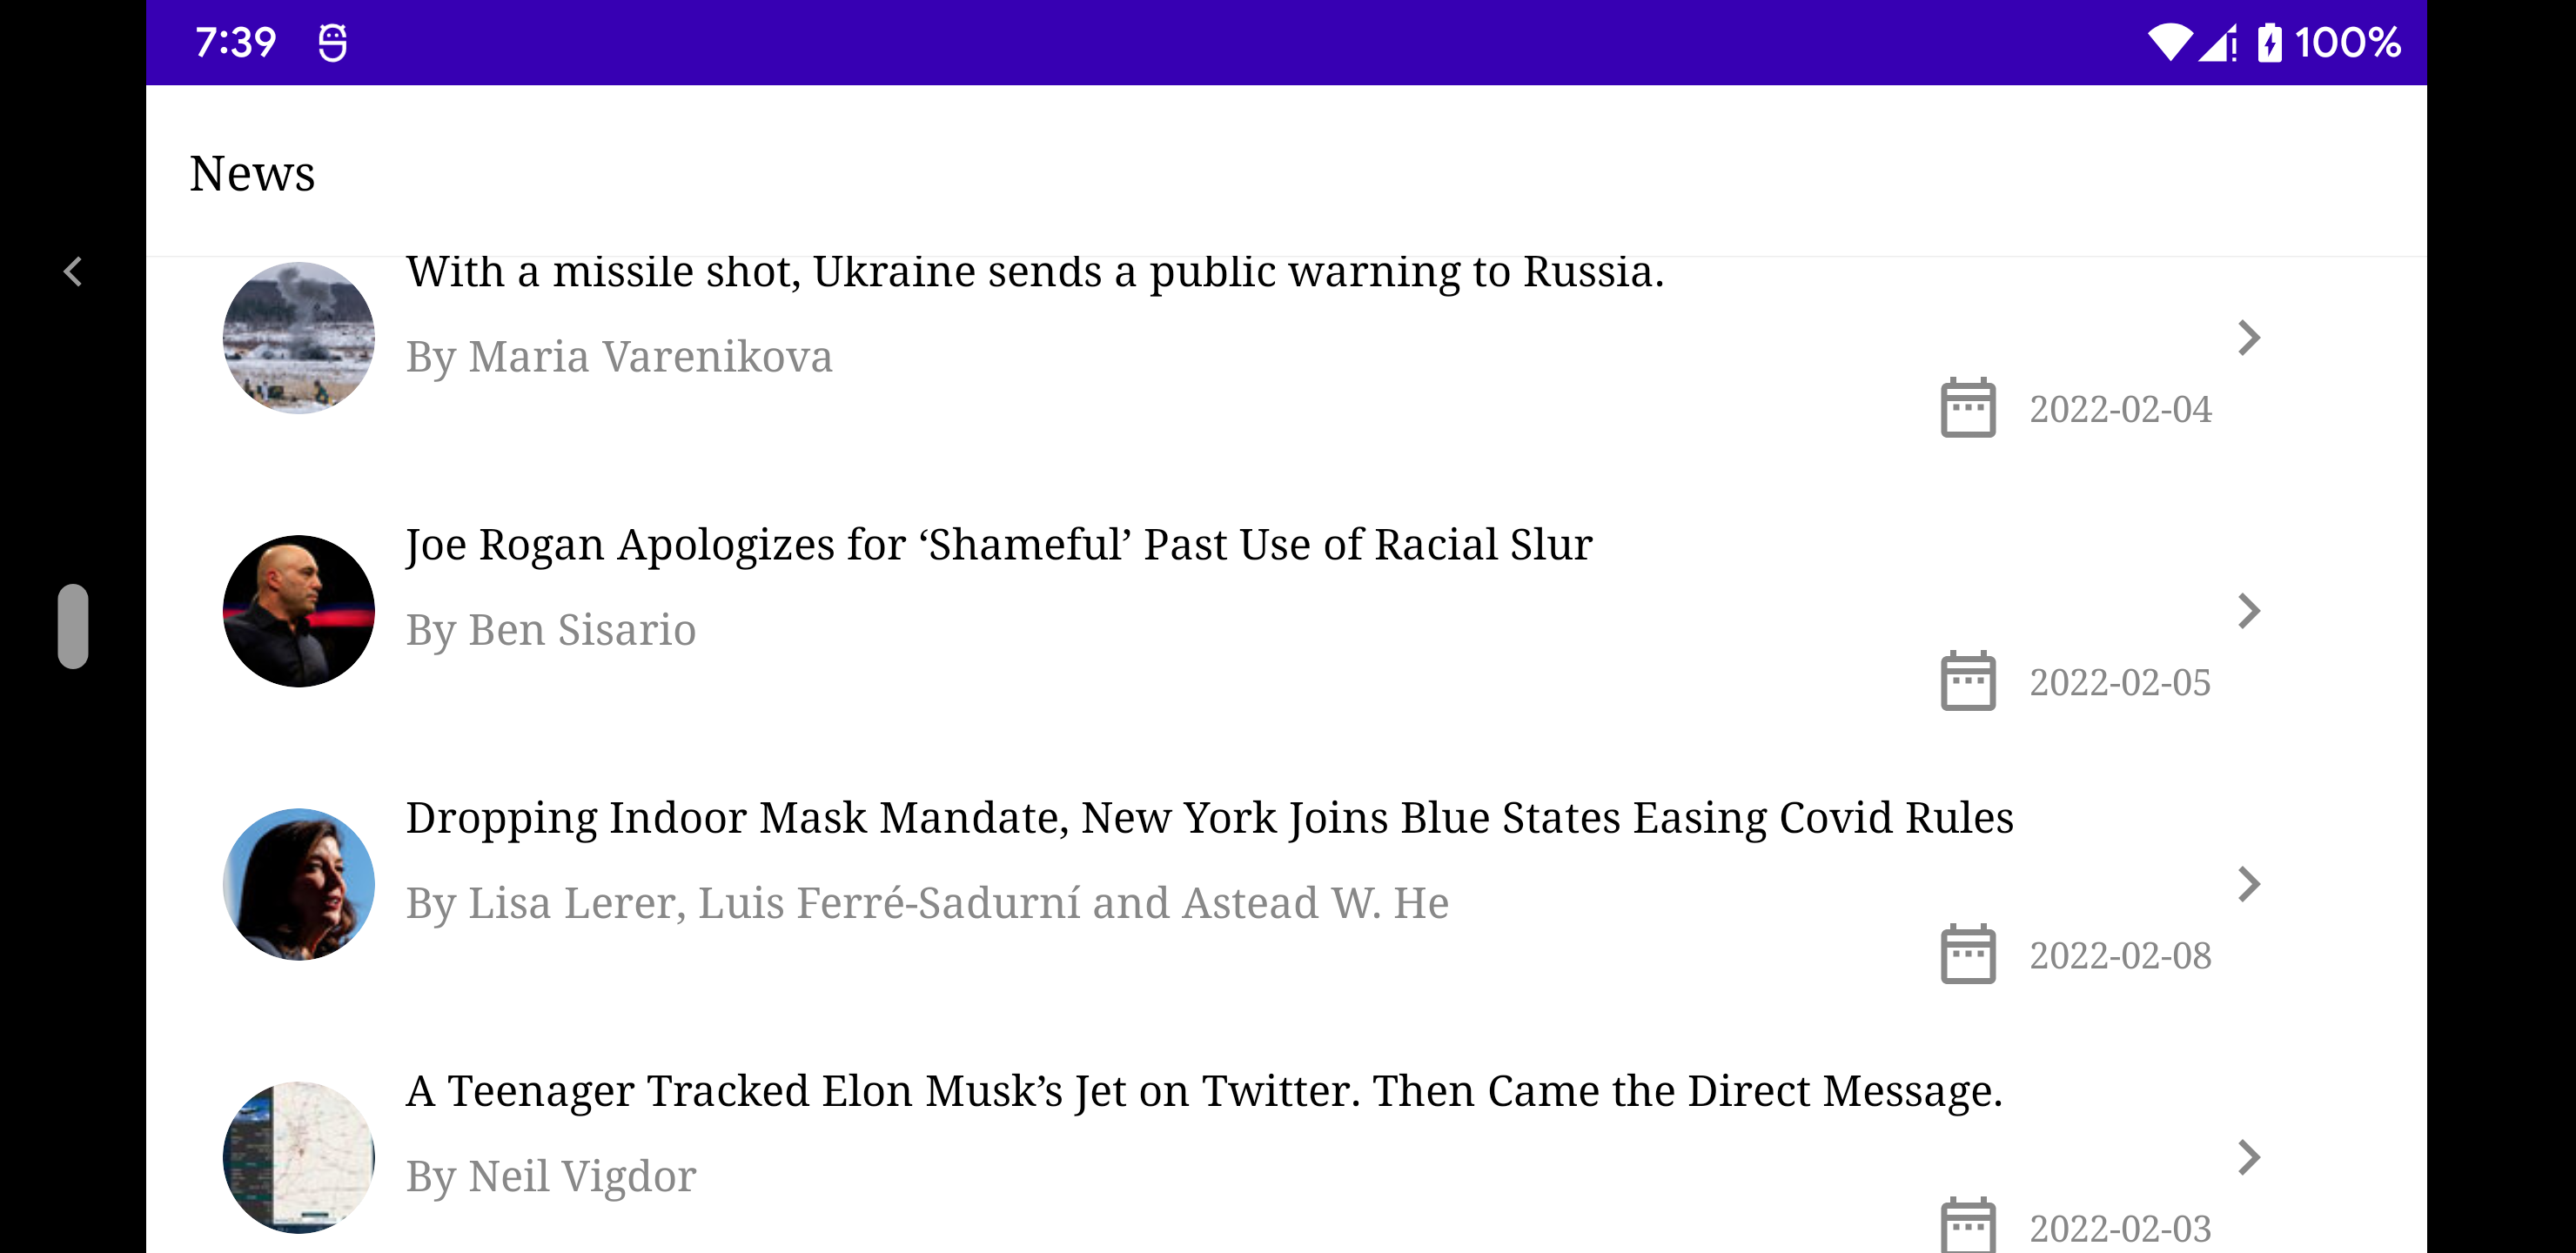 7:39
100%
News
With a missile shot, Ukraine sends a public warning to Russia.
By Maria Varenikova
2022-02-04
Joe Rogan Apologizes for ‘Shameful’ Past Use of Racial Slur
By Ben Sisario
2022-02-05
Dropping Indoor Mask Mandate, New York Joins Blue States Easing Covid Rules
By Lisa Lerer, Luis Ferré-Sadurní and Astead W. He
2022-02-08
A Teenager Tracked Elon Musk’s Jet on Twitter. Then Came the Direct Message.
By Neil Vigdor
2022-02-03